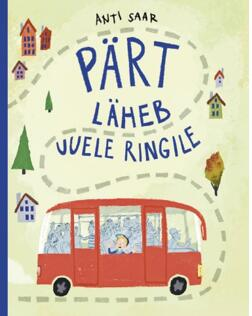 ANTI SAAR
PÄRT
LÄHEB
UUELE RINGILE